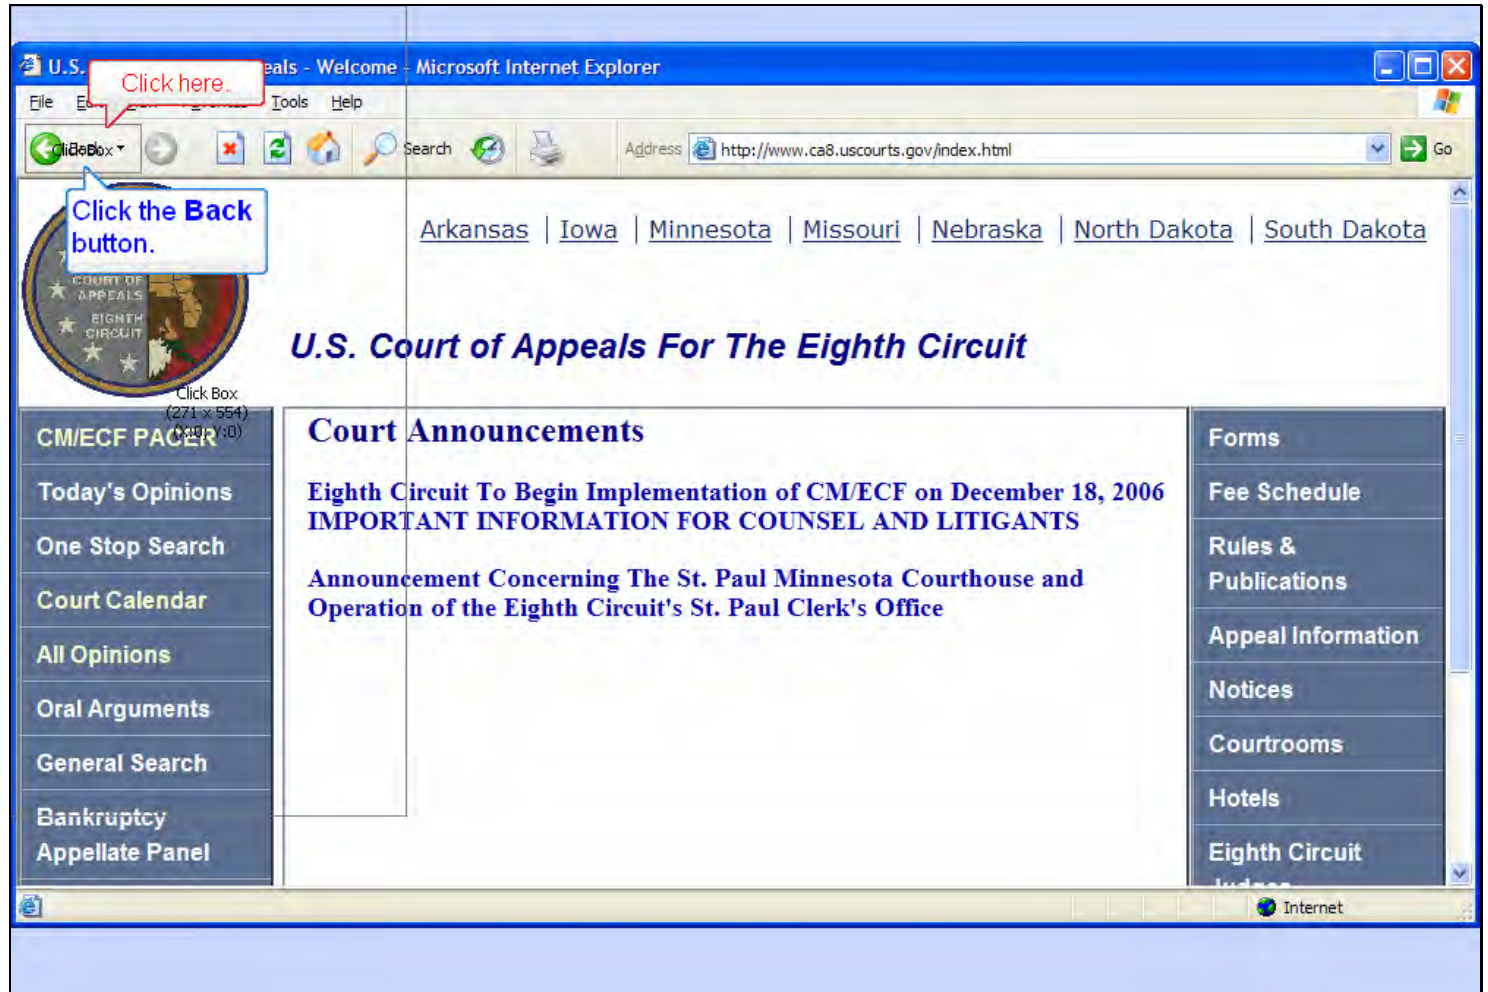 U.S.
eals - Welcome - Microsoft Internet Explorer
Click here.
File
Tools Help
Back
Click Box
Search
Address http://www.ca8.uscourts.gov/index.html
Go
Click the Back
button.
Arkansas | Iowa | Minnesota | Missouri | Nebraska | North Dakota | South Dakota
COURT OF
APPEALS
EIGHTH
CIRCUIT
U.S. Court of Appeals For The Eighth Circuit
Click Box
(271 x 554)
(X:0, Y:0)
CM/ECF PACER
Today's Opinions
One Stop Search
Court Calendar
All Opinions
Oral Arguments
General Search
Bankruptcy
Appellate Panel
Court Announcements
Eighth Circuit To Begin Implementation of CM/ECF on December 18, 2006
IMPORTANT INFORMATION FOR COUNSEL AND LITIGANTS
Announcement Concerning The St. Paul Minnesota Courthouse and
Operation of the Eighth Circuit's St. Paul Clerk's Office
Forms
Fee Schedule
Rules &
Publications
Appeal Information
Notices
Courtrooms
Hotels
Eighth Circuit
Judges
Internet